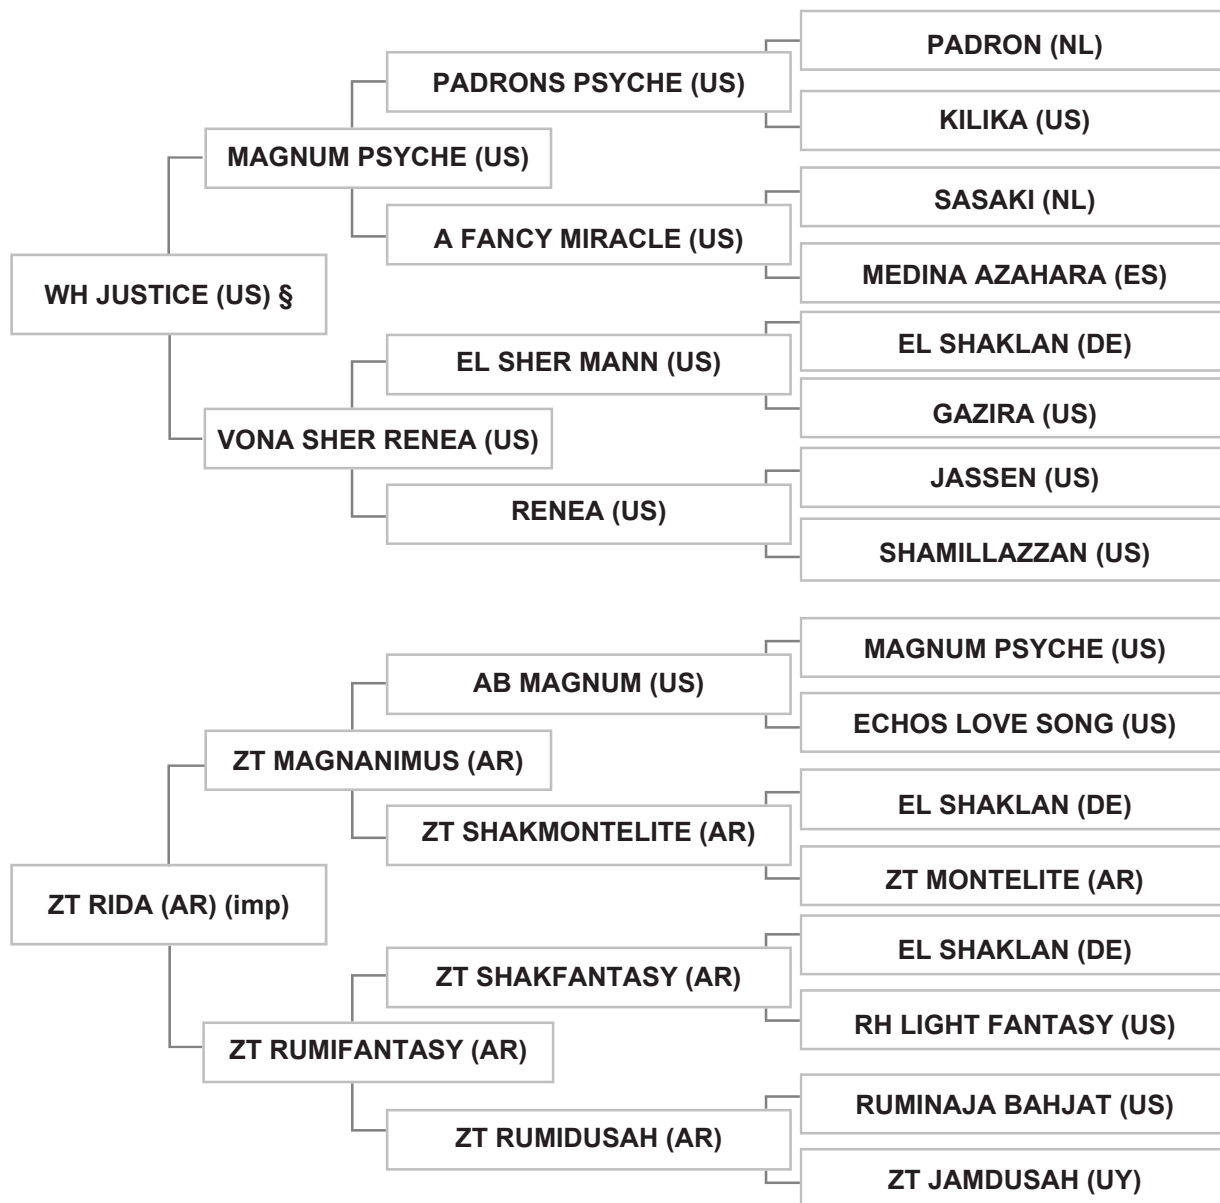 PADRON (NL)
PADRONS PSYCHE (US)
KILIKA (US)
MAGNUM PSYCHE (US)
SASAKI (NL)
A FANCY MIRACLE (US)
MEDINA AZAHARA (ES)
WH JUSTICE (US) §
EL SHAKLAN (DE)
EL SHER MANN (US)
GAZIRA (US)
VONA SHER RENEA (US)
JASSEN (US)
RENEA (US)
SHAMILLAZZAN (US)
MAGNUM PSYCHE (US)
AB MAGNUM (US)
ECHOS LOVE SONG (US)
ZT MAGNANIMUS (AR)
EL SHAKLAN (DE)
ZT SHAKMONTELITE (AR)
ZT MONTELITE (AR)
ZT RIDA (AR) (imp)
EL SHAKLAN (DE)
ZT SHAKFANTASY (AR)
RH LIGHT FANTASY (US)
ZT RUMIFANTASY (AR)
RUMINAJA BAHJAT (US)
ZT RUMIDUSAH (AR)
ZT JAMDUSAH (UY)